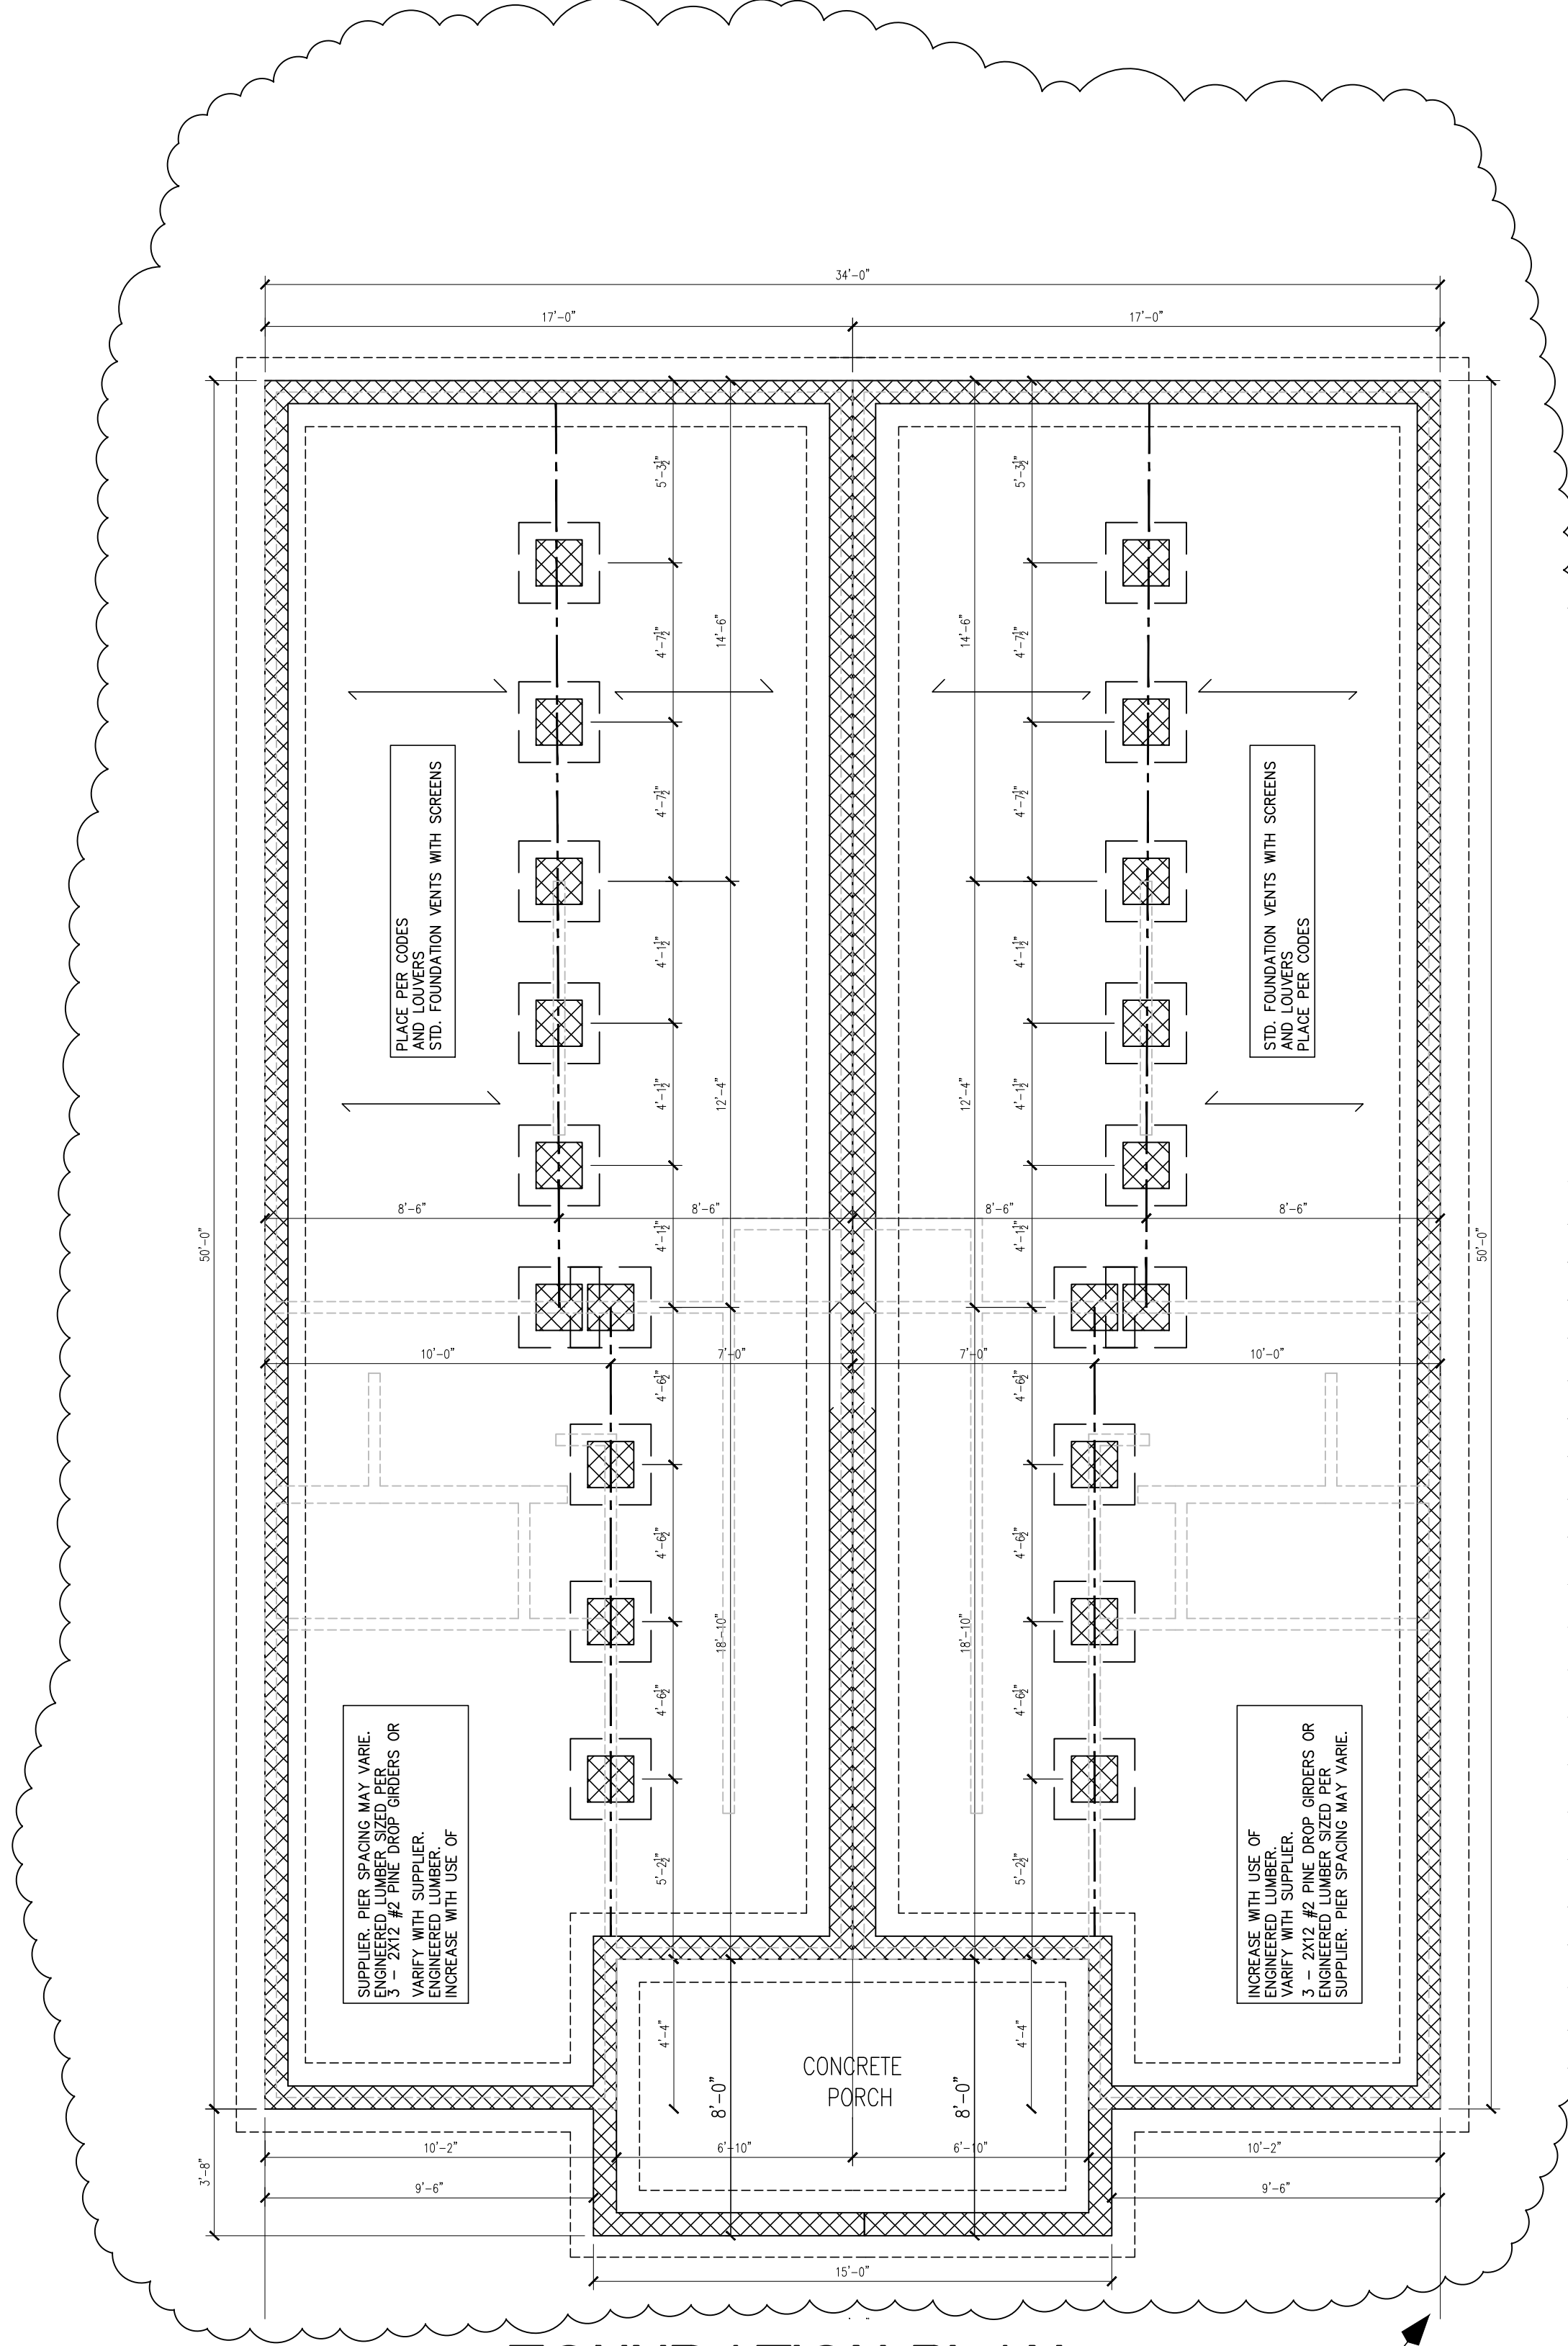 34'-0"
17'-0"
17'-0"
5'-3½"
5'-3½"
4'-7½"
14'-6"
14'-6"
4'-7½"
4'-7½"
4'-7½"
PLACE PER CODES
AND LOUVERS
STD. FOUNDATION VENTS WITH SCREENS
STD. FOUNDATION VENTS WITH SCREENS
AND LOUVERS
PLACE PER CODES
4'-1½"
4'-1½"
4'-1½"
12'-4"
12'-4"
4'-1½"
8'-6"
8'-6"
8'-6"
8'-6"
50'-0"
4'-1½"
4'-1½"
50'-0"
10'-0"
7'-0"
7'-0"
10'-0"
4'-6½"
4'-6½"
4'-6½"
4'-6½"
18'-10"
18'-10"
4'-6½"
4'-6½"
SUPPLIER. PIER SPACING MAY VARIE.
ENGINEERED LUMBER SIZED PER
3 - 2X12 #2 PINE DROP GIRDERS OR
VARIFY WITH SUPPLIER.
ENGINEERED LUMBER.
INCREASE WITH USE OF
INCREASE WITH USE OF
ENGINEERED LUMBER.
VARIFY WITH SUPPLIER.
3 - 2X12 #2 PINE DROP GIRDERS OR
ENGINEERED LUMBER SIZED PER
SUPPLIER. PIER SPACING MAY VARIE.
5'-2½"
5'-2½"
4'-4"
4'-4"
CONCRETE
PORCH
8'-0"
8'-0"
10'-2"
6'-10"
6'-10"
10'-2"
3'-8"
9'-6"
9'-6"
15'-0"
FOUNDATION PLAN